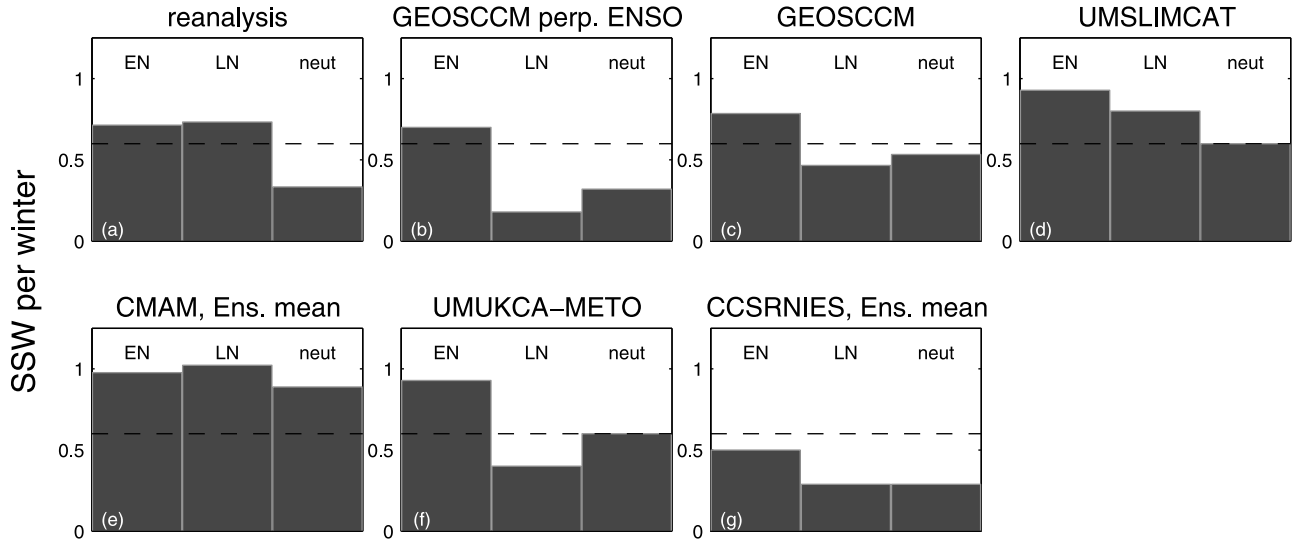 reanalysis
GEOSCCM perp. ENSO
GEOSCCM
UMSLIMCAT
EN LN neut
EN LN neut
EN LN neut
EN LN neut
1
0.5
0
1
0.5
0
1
0.5
0
1
0.5
0
(a)
(b)
(c)
(d)
SSW per winter
CMAM, Ens. mean
UMUKCA−METO
CCSRNIES, Ens. mean
EN LN neut
EN LN neut
EN LN neut
1
0.5
0
1
0.5
0
1
0.5
0
(e)
(f)
(g)